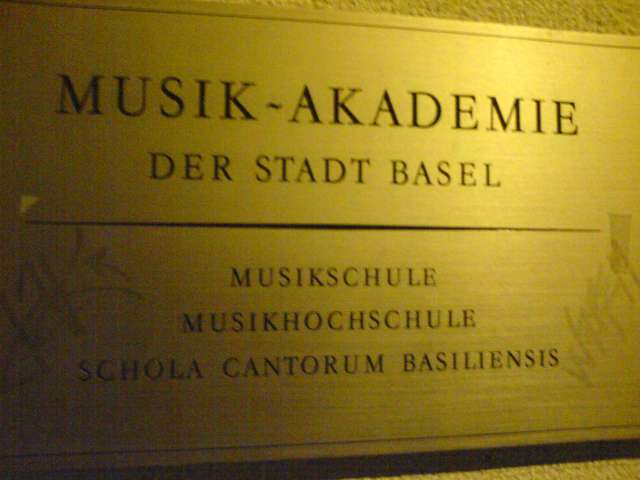 MUSIK-AKADEMIE
DER STADT BASEL
MUSIKSCHULE
MUSIKHOCHSCHULE
SCHOLA CANTORUM BASILIENSIS